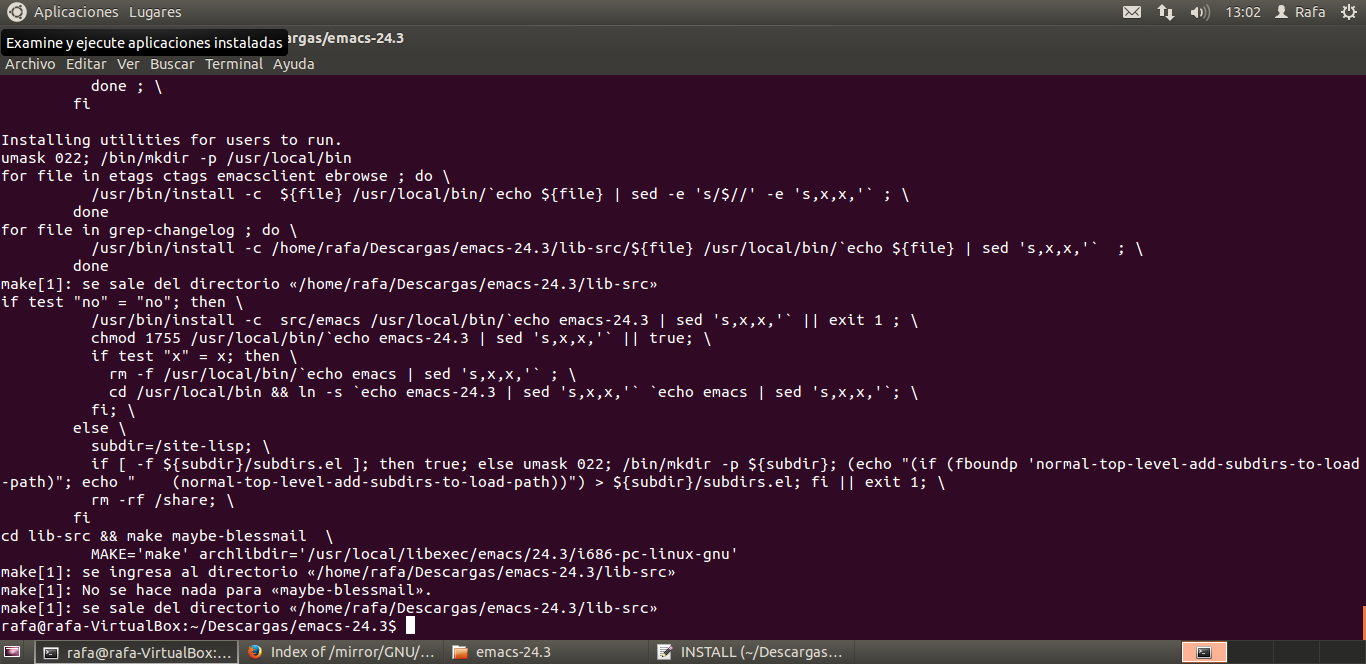 Aplicaciones Lugares 13:02 Rafa
Examine y ejecute aplicaciones instaladas argas/emacs-24.3
Archivo Editar Ver Buscar Terminal Ayuda
          done ; \
        fi

Installing utilities for users to run.
umask 022; /bin/mkdir -p /usr/local/bin
for file in etags ctags emacsclient ebrowse ; do \
          /usr/bin/install -c  ${file} /usr/local/bin/`echo ${file} | sed -e 's/$//' -e 's,x,x,'` ; \
        done
for file in grep-changelog ; do \
          /usr/bin/install -c /home/rafa/Descargas/emacs-24.3/lib-src/${file} /usr/local/bin/`echo ${file} | sed 's,x,x,'`  ; \
        done
make[1]: se sale del directorio «/home/rafa/Descargas/emacs-24.3/lib-src»
if test "no" = "no"; then \
          /usr/bin/install -c  src/emacs /usr/local/bin/`echo emacs-24.3 | sed 's,x,x,'` || exit 1 ; \
          chmod 1755 /usr/local/bin/`echo emacs-24.3 | sed 's,x,x,'` || true; \
          if test "x" = x; then \
            rm -f /usr/local/bin/`echo emacs | sed 's,x,x,'` ; \
            cd /usr/local/bin && ln -s `echo emacs-24.3 | sed 's,x,x,'` `echo emacs | sed 's,x,x,'`; \
          fi; \
        else \
          subdir=/site-lisp; \
          if [ -f ${subdir}/subdirs.el ]; then true; else umask 022; /bin/mkdir -p ${subdir}; (echo "(if (fboundp 'normal-top-level-add-subdirs-to-load
-path)"; echo "    (normal-top-level-add-subdirs-to-load-path))") > ${subdir}/subdirs.el; fi || exit 1; \
          rm -rf /share; \
        fi
cd lib-src && make maybe-blessmail  \
          MAKE='make' archlibdir='/usr/local/libexec/emacs/24.3/i686-pc-linux-gnu'
make[1]: se ingresa al directorio «/home/rafa/Descargas/emacs-24.3/lib-src»
make[1]: No se hace nada para «maybe-blessmail».
make[1]: se sale del directorio «/home/rafa/Descargas/emacs-24.3/lib-src»
rafa@rafa-VirtualBox:~/Descargas/emacs-24.3$
rafa@rafa-VirtualBox:... Index of /mirror/GNU/... emacs-24.3 INSTALL (~/Descargas...